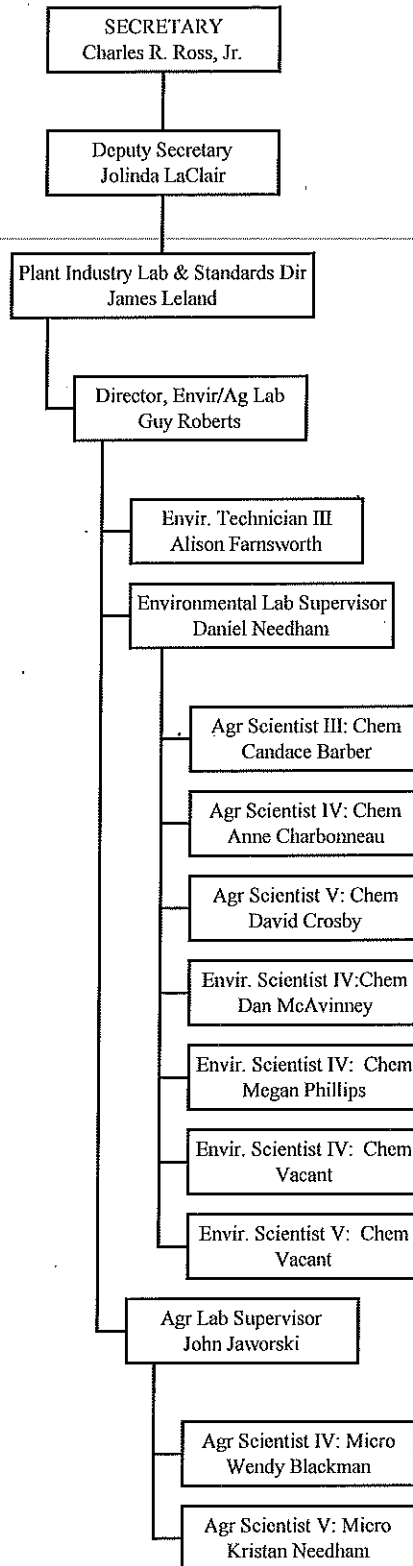 SECRETARY
Charles R. Ross, Jr.
Deputy Secretary
Jolinda LaClair
Plant Industry Lab & Standards Dir
James Leland
Director, Envir/Ag Lab
Guy Roberts
Envir. Technician III
Alison Farnsworth
Environmental Lab Supervisor
Daniel Needham
Agr Scientist III: Chem
Candace Barber
Agr Scientist IV: Chem
Anne Charbonneau
Agr Scientist V: Chem
David Crosby
Envir. Scientist IV:Chem
Dan McAvinney
Envir. Scientist IV: Chem
Megan Phillips
Envir. Scientist IV: Chem
Vacant
Envir. Scientist V: Chem
Vacant
Agr Lab Supervisor
John Jaworski
Agr Scientist IV: Micro
Wendy Blackman
Agr Scientist V: Micro
Kristan Needham